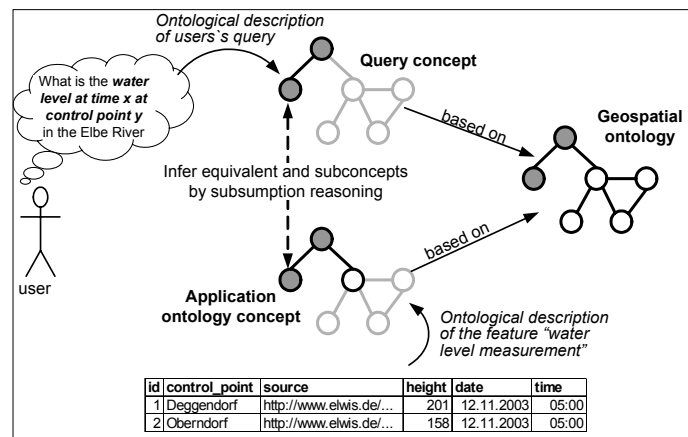 Ontological description
of users`s query
What is the water
level at time x at
control point y
in the Elbe River
Query concept
based on
Geospatial
ontology
Infer equivalent and subconcepts
by subsumption reasoning
user
based on
Application
ontology concept
Ontological description
of the feature “water
level measurement”
id control_point source height date time
1 Deggendorf http://www.elwis.de/... 201 12.11.2003 05:00
2 Oberndorf http://www.elwis.de/... 158 12.11.2003 05:00